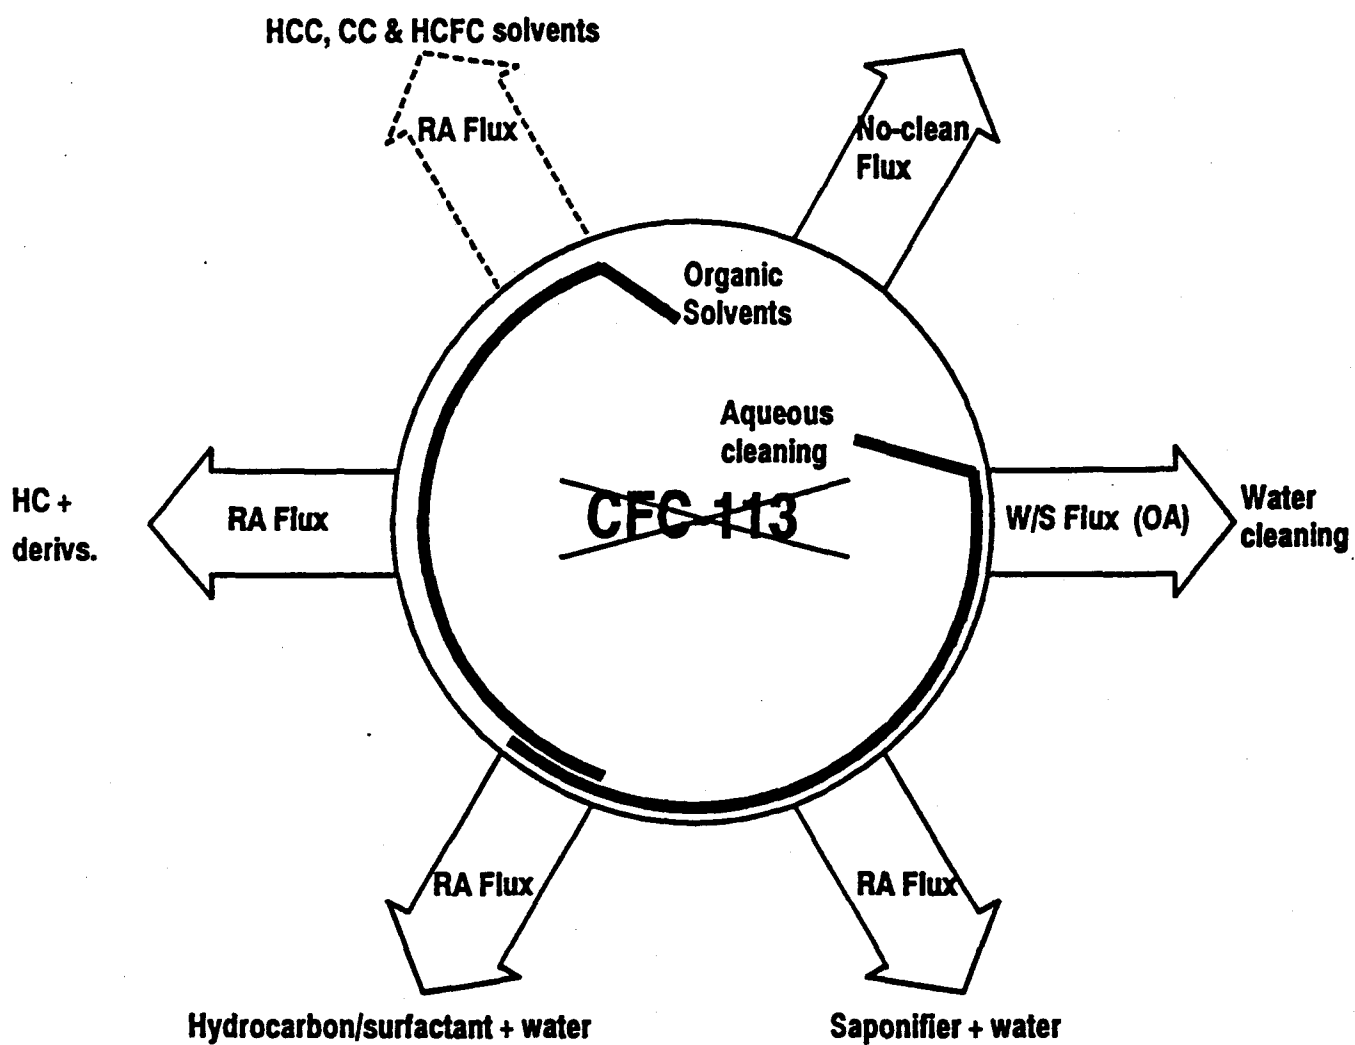 HCC, CC & HCFC solvents
RA Flux
No-clean
Flux
Organic
Solvents
Aqueous
cleaning
CFC 113
HC +
derivs.
RA Flux
W/S Flux (OA)
Water
cleaning
RA Flux
RA Flux
Hydrocarbon/surfactant + water
Saponifier + water